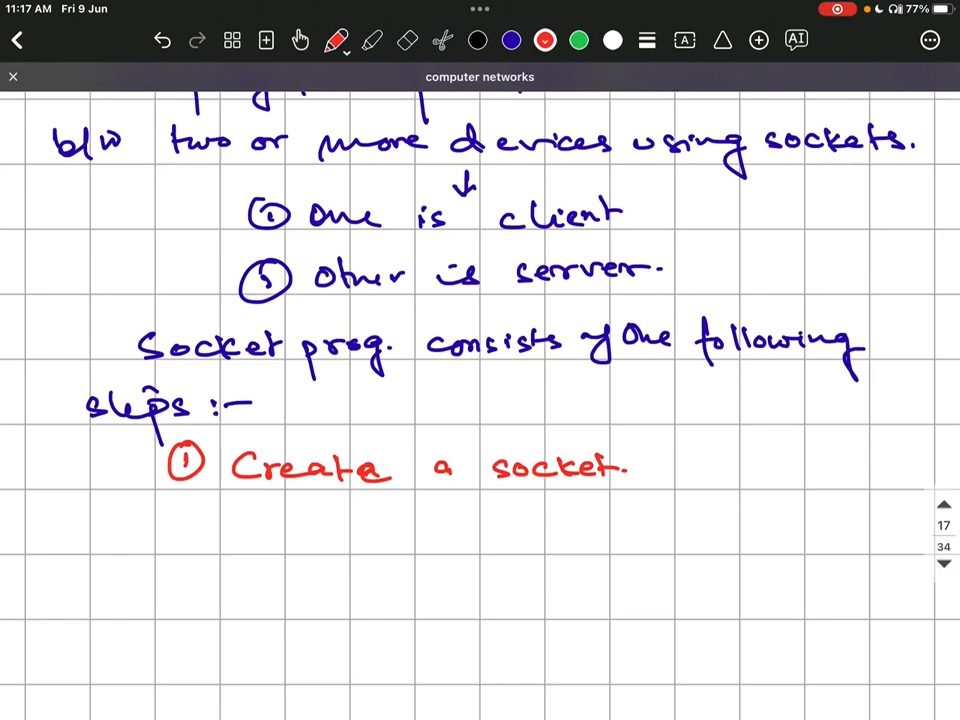 11:17 AM Fri 9 Jun
77%
computer networks
b/w two or more devices using sockets.
① One is client
② Other is server.
Socket prog. consists of the following
steps :-
① Create a socket.
17
34
AI